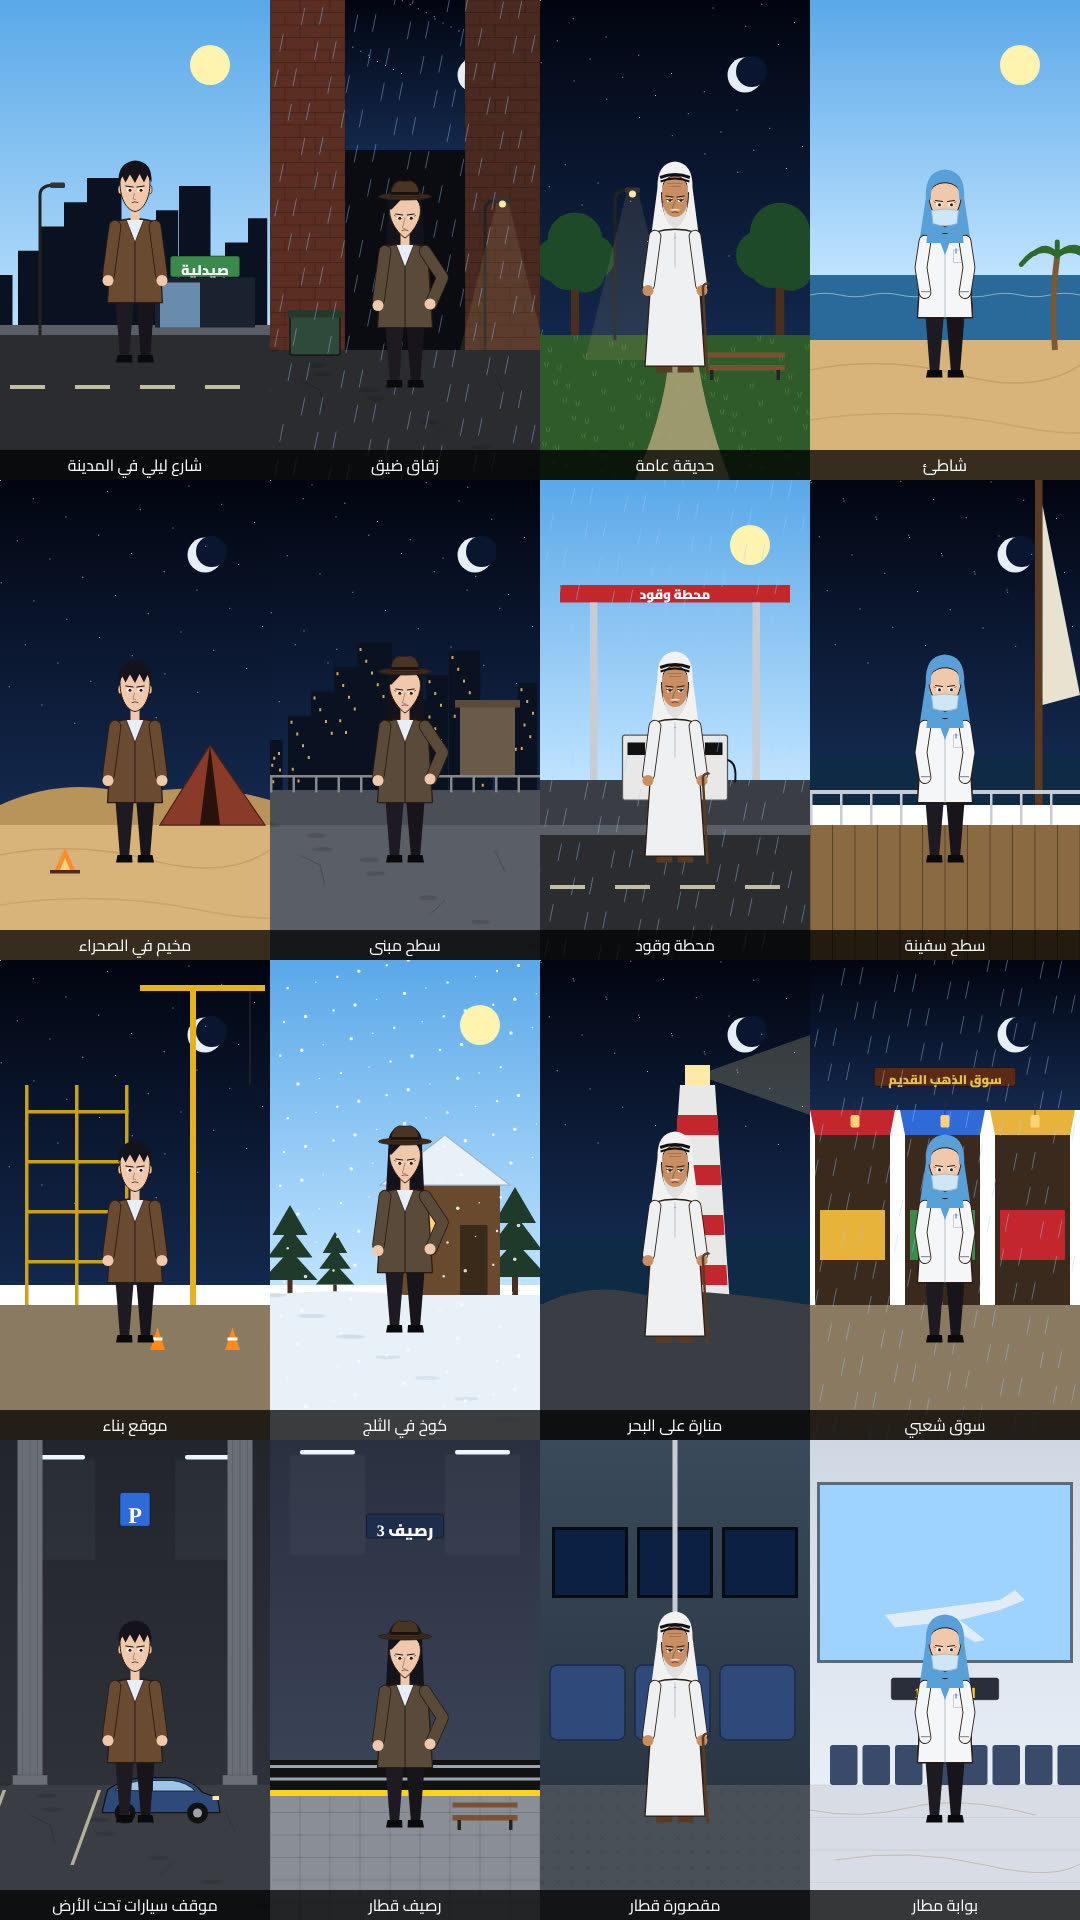 صيدلية
شارع ليلي في المدينة
زقاق ضيق
حديقة عامة
شاطئ
محطة وقود
مخيم في الصحراء
سطح مبنى
محطة وقود
سطح سفينة
سوق الذهب القديم
موقع بناء
كوخ في الثلج
منارة على البحر
سوق شعبي
P
رصيف 3
موقف سيارات تحت الأرض
رصيف قطار
مقصورة قطار
بوابة مطار